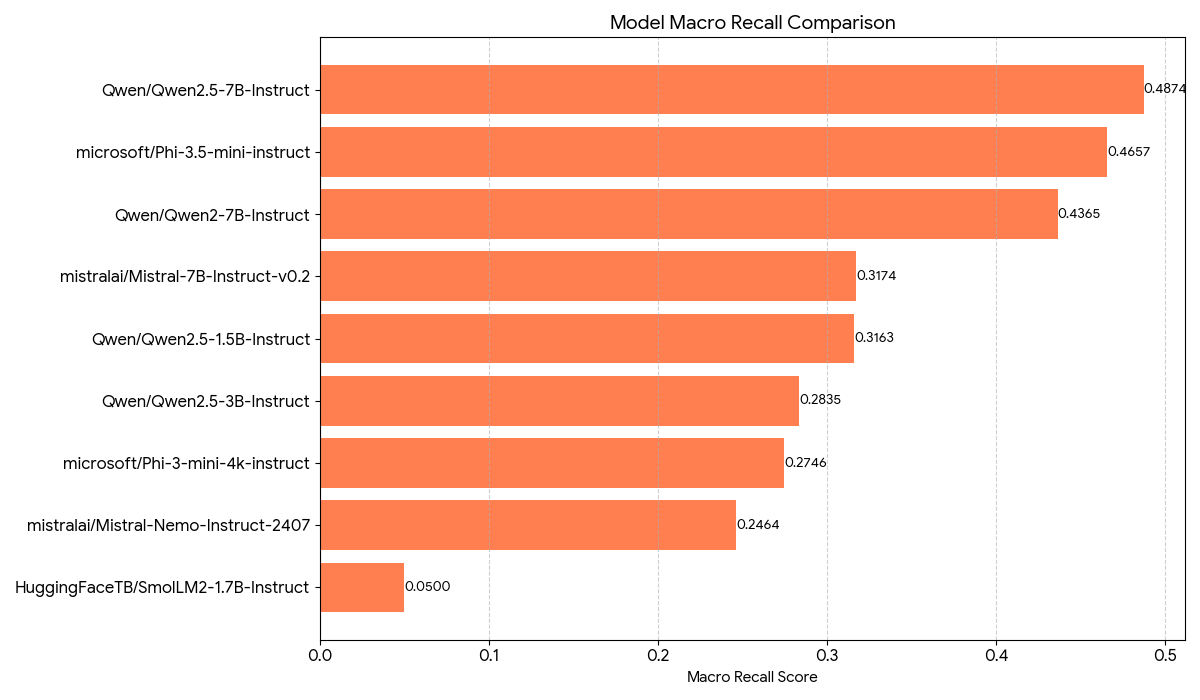 Model Macro Recall Comparison
Qwen/Qwen2.5-7B-Instruct 0.4874
microsoft/Phi-3.5-mini-instruct 0.4657
Qwen/Qwen2-7B-Instruct 0.4365
mistralai/Mistral-7B-Instruct-v0.2 0.3174
Qwen/Qwen2.5-1.5B-Instruct 0.3163
Qwen/Qwen2.5-3B-Instruct 0.2835
microsoft/Phi-3-mini-4k-instruct 0.2746
mistralai/Mistral-Nemo-Instruct-2407 0.2464
HuggingFaceTB/SmolLM2-1.7B-Instruct 0.0500
0.0 0.1 0.2 0.3 0.4 0.5
Macro Recall Score